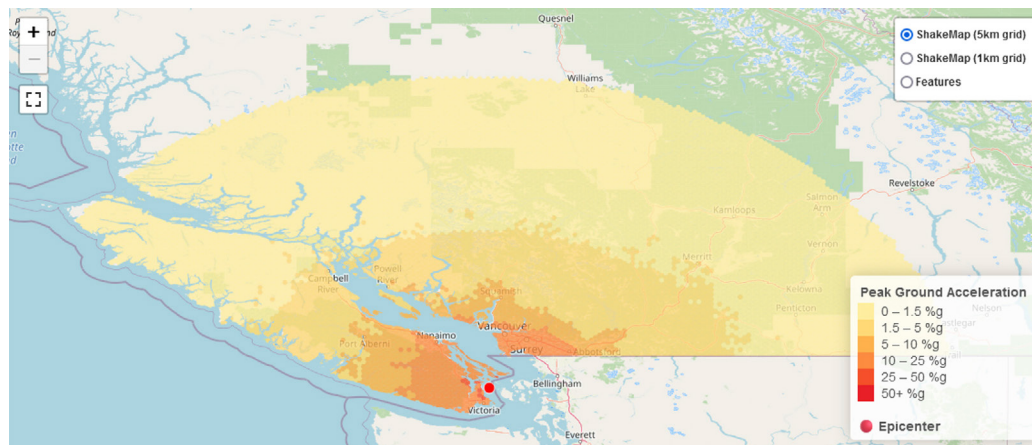 +
−
Quesnel
Williams
Lake
ShakeMap (5km grid)
ShakeMap (1km grid)
Features
Revelstoke
Salmon
Arm
Kamloops
Vernon
Merritt
Kelowna
Penticton
Campbell
River
Powell
River
Squamish
Vancouver
Nanaimo
Port Alberni
Surrey
Abbotsford
Bellingham
Victoria
Everett
Nelson
Peak Ground Acceleration
0 – 1.5 %g
1.5 – 5 %g
5 – 10 %g
10 – 25 %g
25 – 50 %g
50+ %g
Epicenter